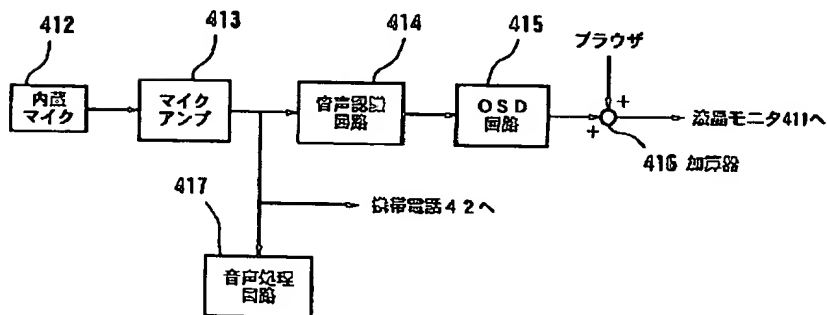 412
413
414
415
ブラウザ
内蔵
マイク
マイク
アンプ
音声認識
回路
OSD
回路
+
+
液晶モニタ411へ
416 加算器
417
携帯電話42へ
音声処理
回路